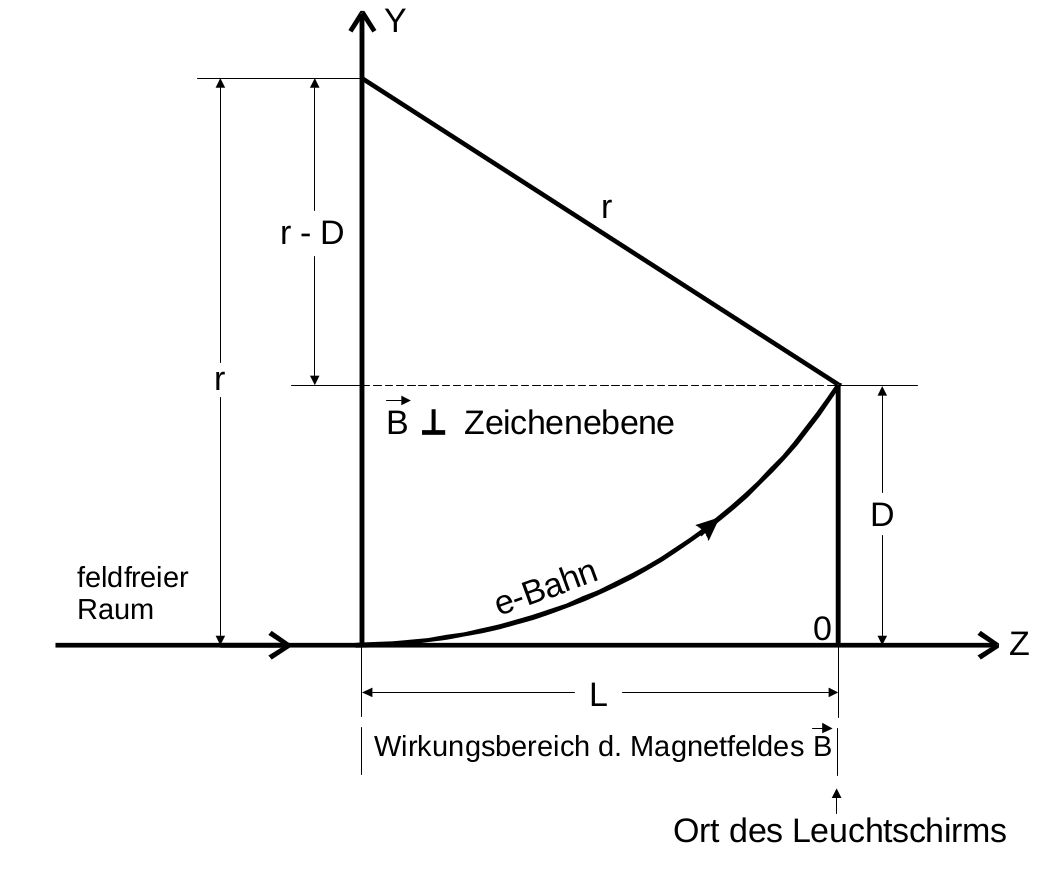 Y
r
r - D
r
B ⊥ Zeichenebene
D
e-Bahn
feldfreier
Raum
0
Z
L
Wirkungsbereich d. Magnetfeldes B
Ort des Leuchtschirms